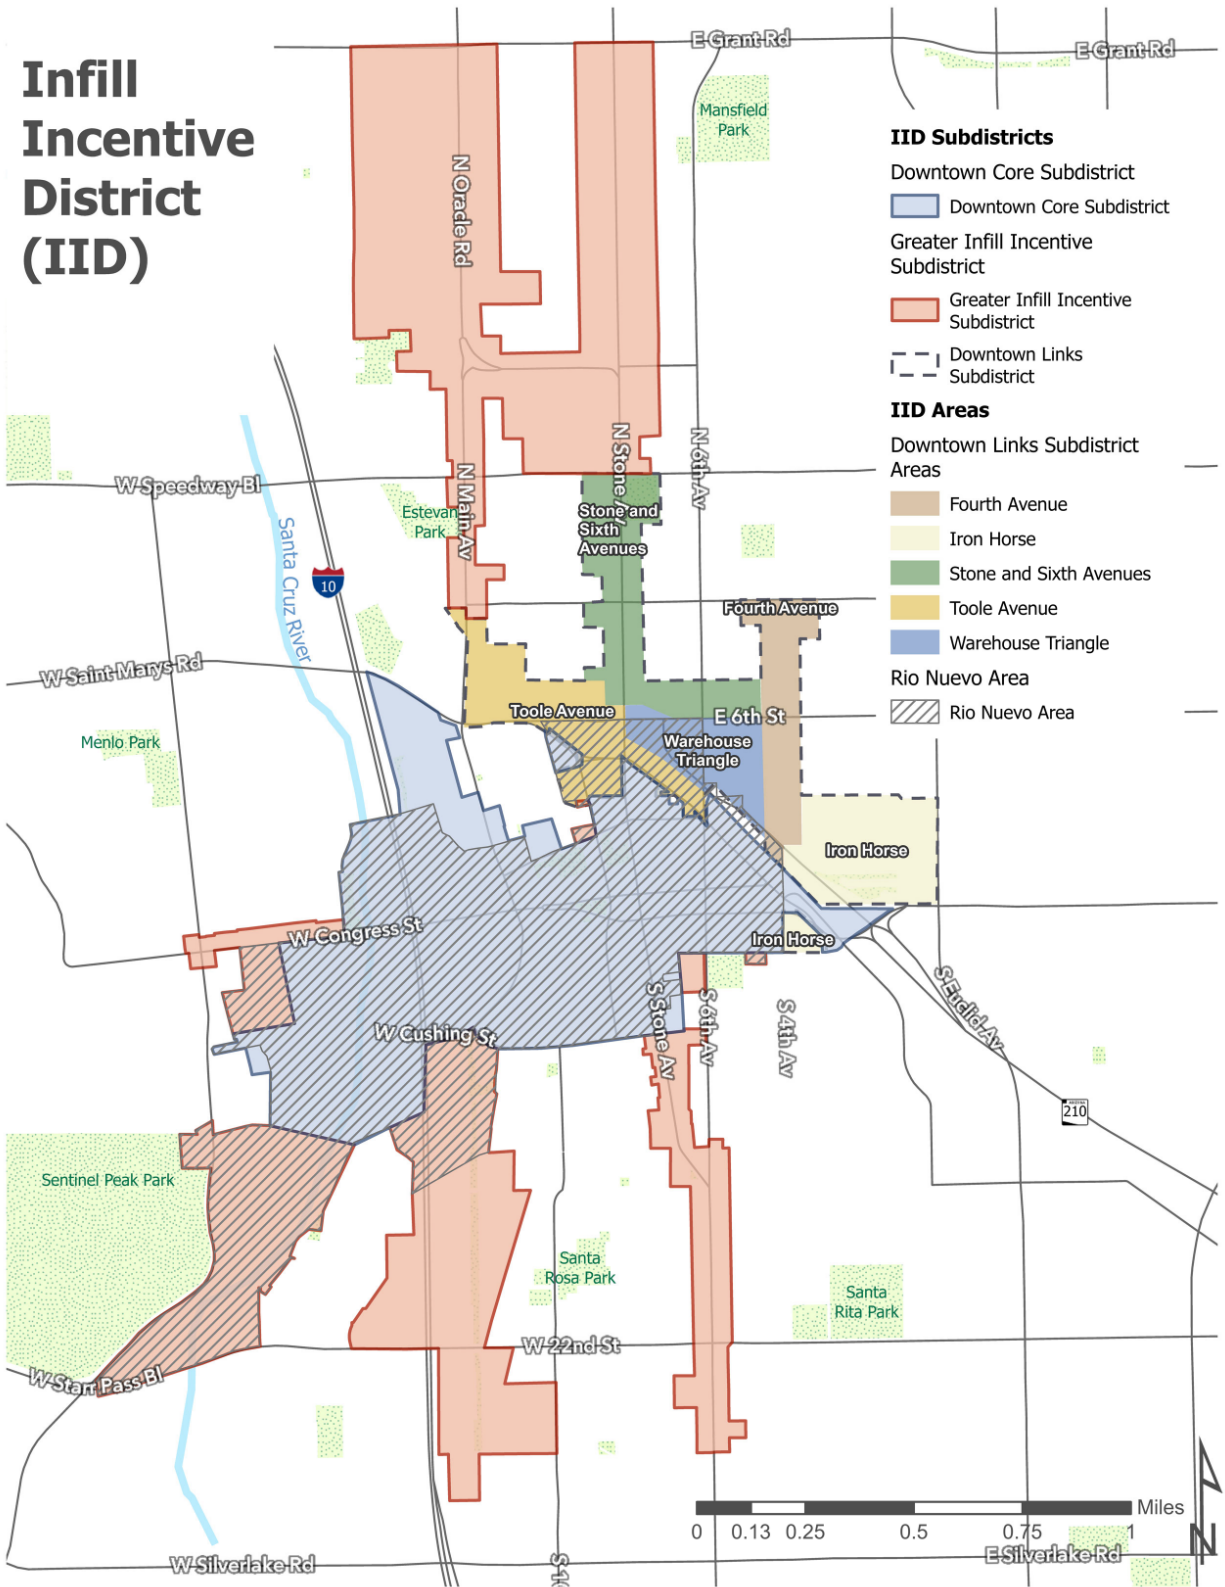 Infill
Incentive
District
(IID)
E Grant Rd
E Grant Rd
Mansfield
Park
IID Subdistricts
Downtown Core Subdistrict
Downtown Core Subdistrict
Greater Infill Incentive
Subdistrict
Greater Infill Incentive
Subdistrict
Downtown Links
Subdistrict
IID Areas
Downtown Links Subdistrict
Areas
Fourth Avenue
Iron Horse
Stone and Sixth Avenues
Toole Avenue
Warehouse Triangle
Rio Nuevo Area
Rio Nuevo Area
N Oracle Rd
N Stone Av
N 6th Av
W Speedway Bl
N Main Av
Estevan
Park
Stone and
Sixth
Avenues
Santa Cruz River
10
Fourth Avenue
W Saint Marys Rd
Toole Avenue
E 6th St
Menlo Park
Warehouse
Triangle
Iron Horse
W Congress St
Iron Horse
S Stone Av
S 6th Av
S 4th Av
S Euclid Av
W Cushing St
ARIZONA
210
Sentinel Peak Park
Santa
Rosa Park
Santa
Rita Park
W 22nd St
W Starr Pass Bl
Miles
0 0.13 0.25 0.5 0.75 1
N
W Silverlake Rd
E Silverlake Rd